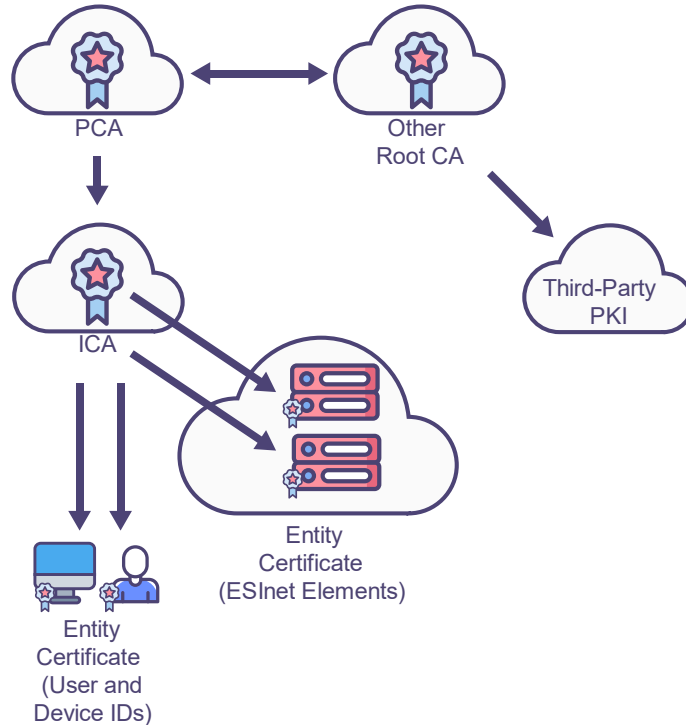 PCA
Other
Root CA
ICA
Third-Party
PKI
Entity
Certificate
(ESInet Elements)
Entity
Certificate
(User and
Device IDs)